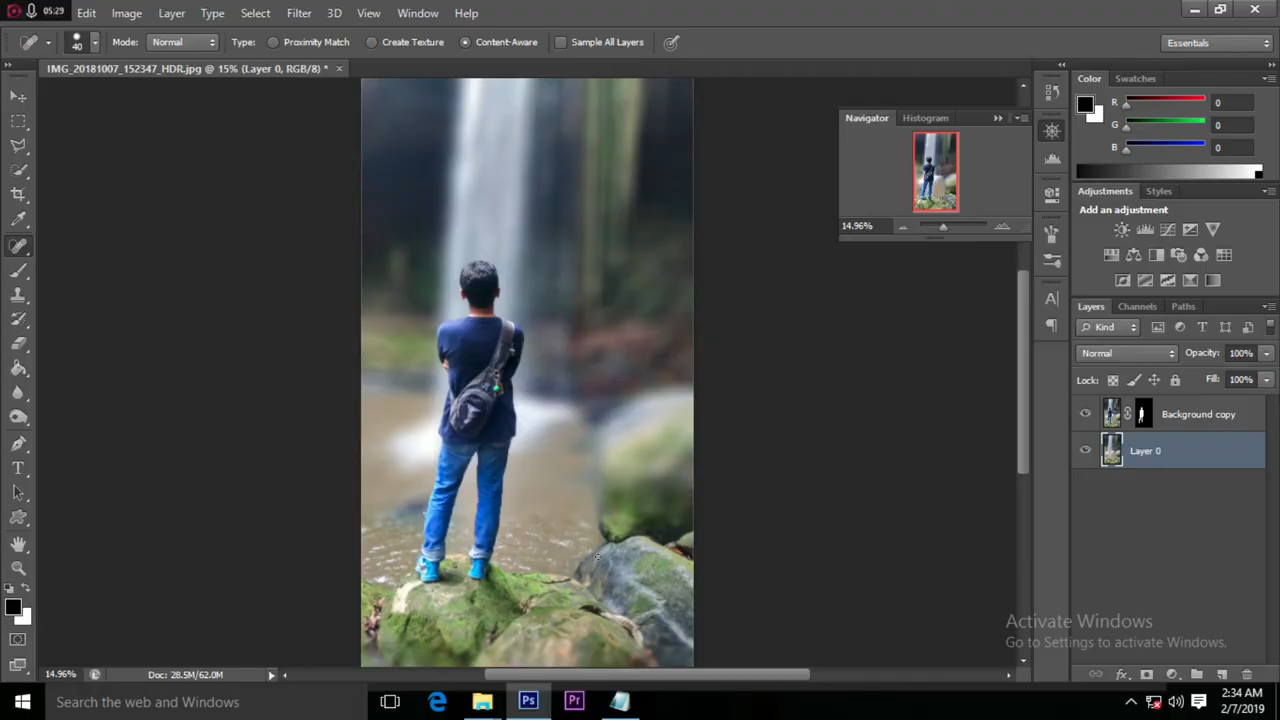 05:29 Edit Image Layer Type Select Filter 3D View Window Help
40 Mode: Normal Type: Proximity Match Create Texture Content-Aware Sample All Layers Essentials
IMG_20181007_152347_HDR.jpg @ 15% (Layer 0, RGB/8) *
Color Swatches
R 0
G 0
B 0
Navigator Histogram
14.96%
Adjustments Styles
Add an adjustment
Layers Channels Paths
Kind
Normal Opacity: 100%
Lock: Fill: 100%
Background copy
Layer 0
Activate Windows
Go to Settings to activate Windows.
14.96% Doc: 28.5M/62.0M
Search the web and Windows
Ps Pr
2:34 AM
2/7/2019